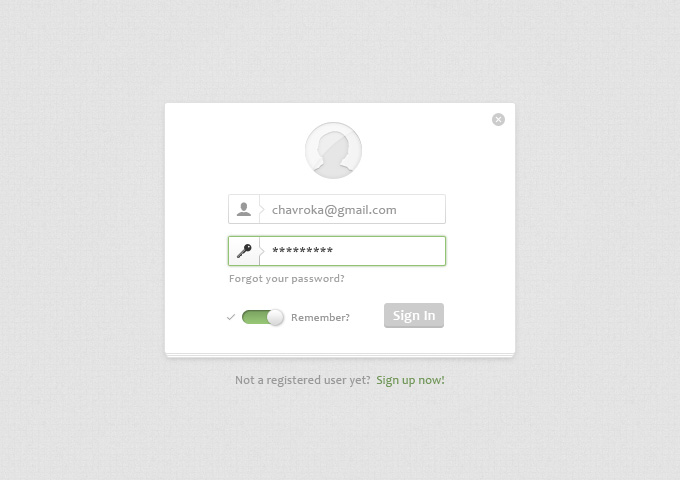 chavroka@gmail.com
*********
Forgot your password?
Remember?
Sign In
Not a registered user yet? Sign up now!